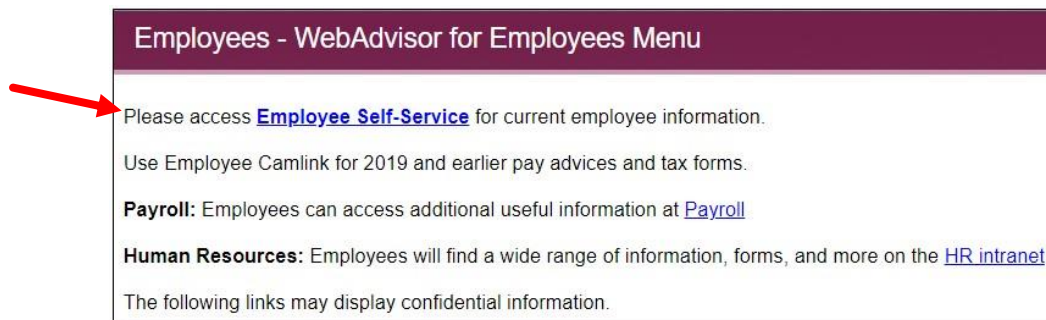 Employees - WebAdvisor for Employees Menu
Please access Employee Self-Service for current employee information.
Use Employee Camlink for 2019 and earlier pay advices and tax forms.
Payroll: Employees can access additional useful information at Payroll
Human Resources: Employees will find a wide range of information, forms, and more on the HR intranet
The following links may display confidential information.